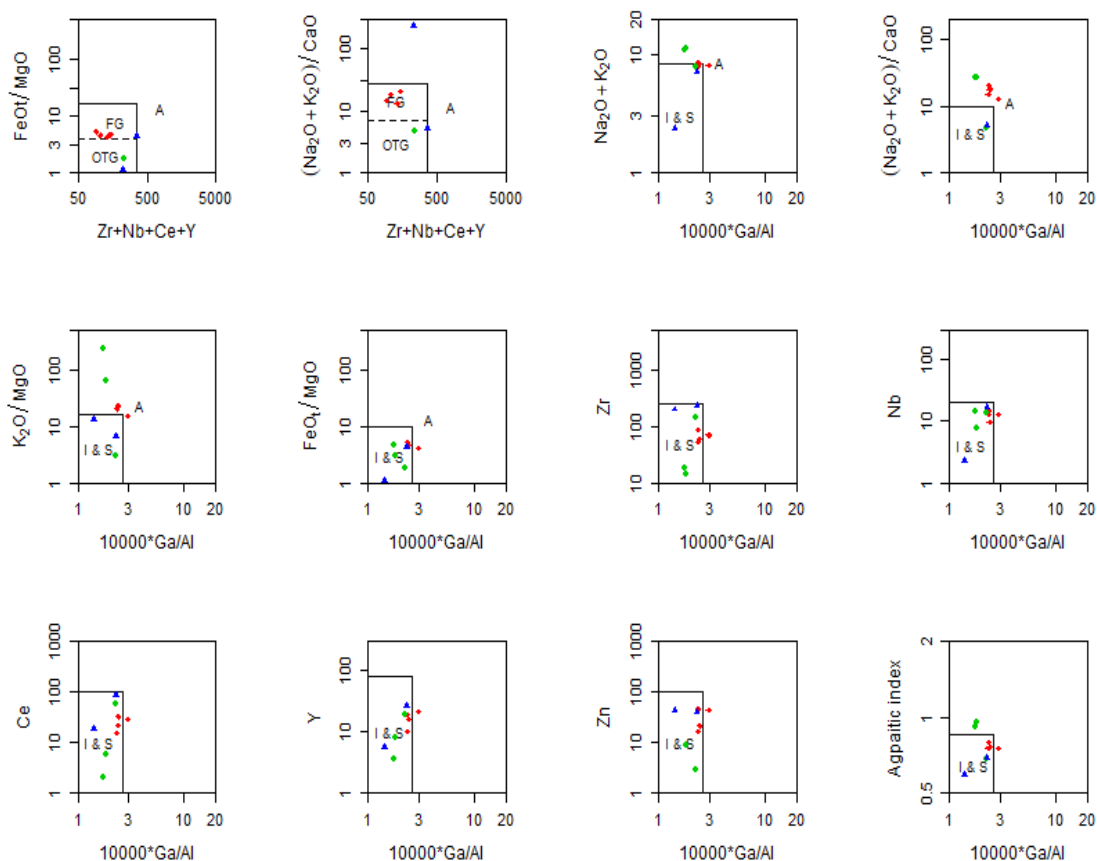 FeOt/MgO
1 3 10 100
A
FG
OTG
50 500 5000
Zr+Nb+Ce+Y
(Na₂O + K₂O)/CaO
1 3 10 100
A
FG
OTG
50 500 5000
Zr+Nb+Ce+Y
Na₂O + K₂O
1 3 10 20
A
I & S
1 3 10 20
10000*Ga/Al
(Na₂O + K₂O)/CaO
1 10 100
A
I & S
1 3 10 20
10000*Ga/Al
K₂O/MgO
1 10 100
A
I & S
1 3 10 20
10000*Ga/Al
FeOₜ/MgO
1 10 100
A
I & S
1 3 10 20
10000*Ga/Al
Zr
10 100 1000
I & S
1 3 10 20
10000*Ga/Al
Nb
1 10 100
I & S
1 3 10 20
10000*Ga/Al
Ce
1 10 100 1000
I & S
1 3 10 20
10000*Ga/Al
Y
1 10 100
I & S
1 3 10 20
10000*Ga/Al
Zn
1 10 100 1000
I & S
1 3 10 20
10000*Ga/Al
Agpaitic index
0.5 1 2
I & S
1 3 10 20
10000*Ga/Al